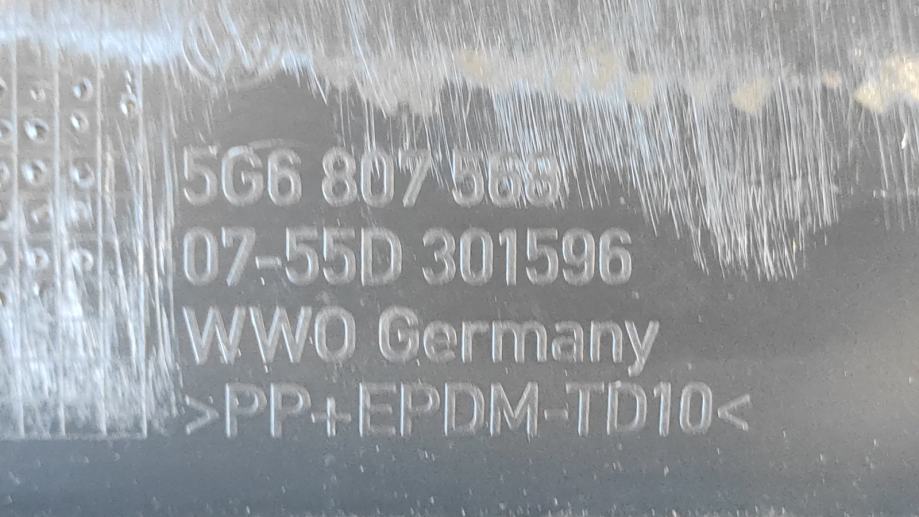 5G6 807 568
07-55D 301596
WWO Germany
>PP+EPDM-TD10<